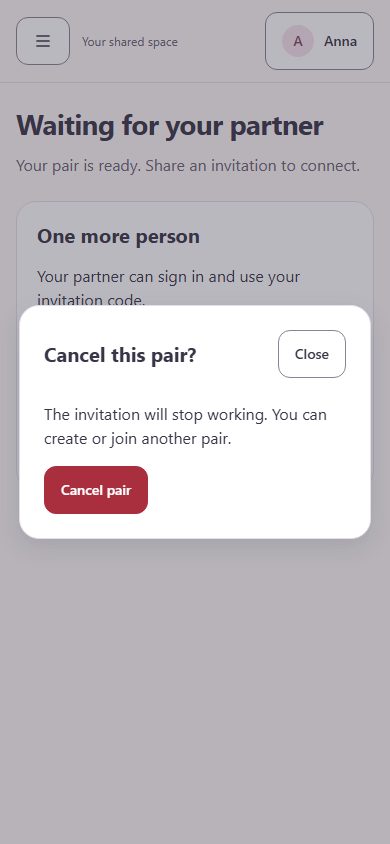 Your shared space
A
Anna
Waiting for your partner
Your pair is ready. Share an invitation to connect.
One more person
Your partner can sign in and use your
invitation code.
Cancel this pair?
Close
The invitation will stop working. You can
create or join another pair.
Cancel pair